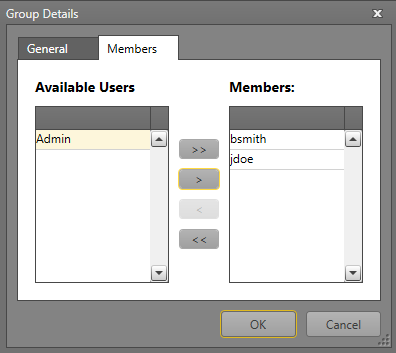 Group Details
General
Members
Available Users
Members:
Admin
bsmith
jdoe
>>
>
<
<<
OK
Cancel